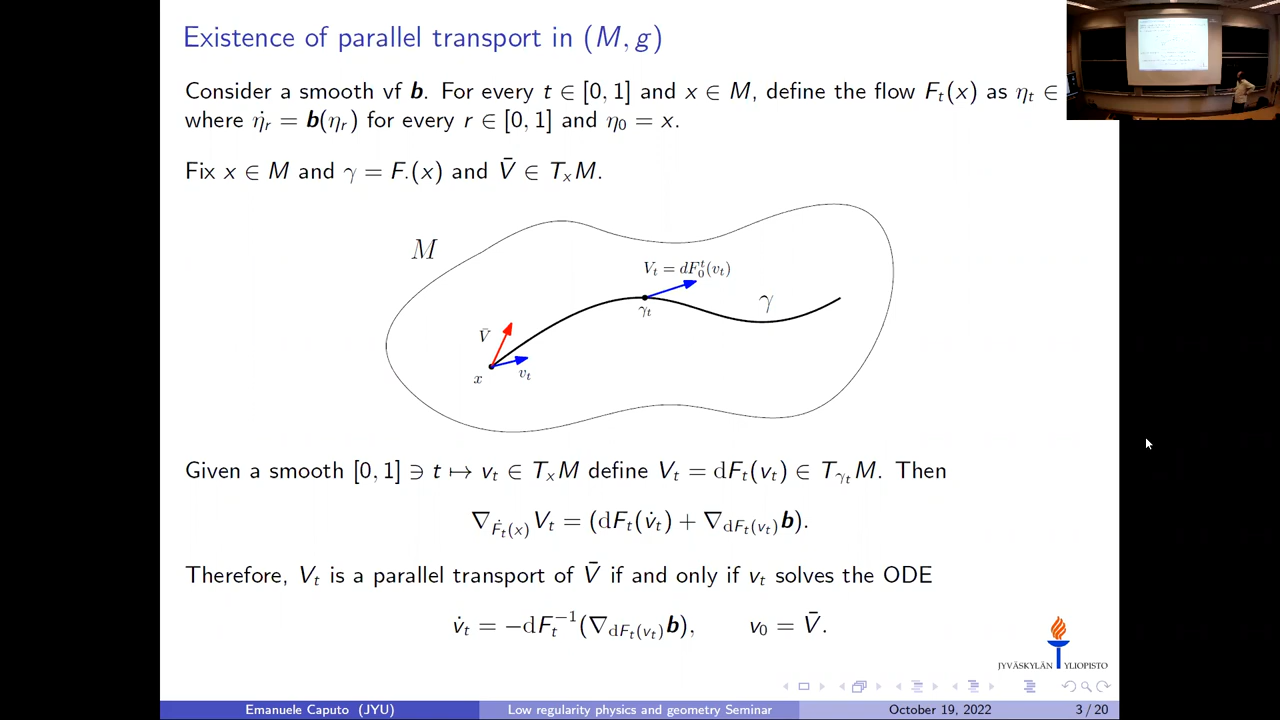 Existence of parallel transport in (M, g)
Consider a smooth vf b. For every t ∈ [0, 1] and x ∈ M, define the flow F_t(x) as η_t ∈
where η̇_r = b(η_r) for every r ∈ [0, 1] and η_0 = x.
Fix x ∈ M and γ = F.(x) and V̄ ∈ T_xM.
M
V_t = dF_0^t(v_t)
γ
γ_t
V̄
x
v_t
Given a smooth [0, 1] ∋ t ↦ v_t ∈ T_xM define V_t = dF_t(v_t) ∈ T_{γ_t}M. Then
∇_{Ḟ_t(x)} V_t = (dF_t(v̇_t) + ∇_{dF_t(v_t)} b).
Therefore, V_t is a parallel transport of V̄ if and only if v_t solves the ODE
v̇_t = −dF_t^{−1}(∇_{dF_t(v_t)} b), v_0 = V̄.
JYVÄSKYLÄN YLIOPISTO
Emanuele Caputo (JYU) Low regularity physics and geometry Seminar October 19, 2022 3 / 20